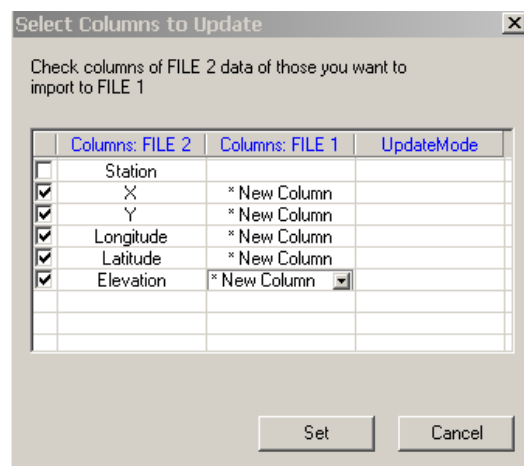 Select Columns to Update
Check columns of FILE 2 data of those you want to
import to FILE 1
Columns: FILE 2 Columns: FILE 1 UpdateMode
Station
X * New Column
Y * New Column
Longitude * New Column
Latitude * New Column
Elevation * New Column
Set Cancel